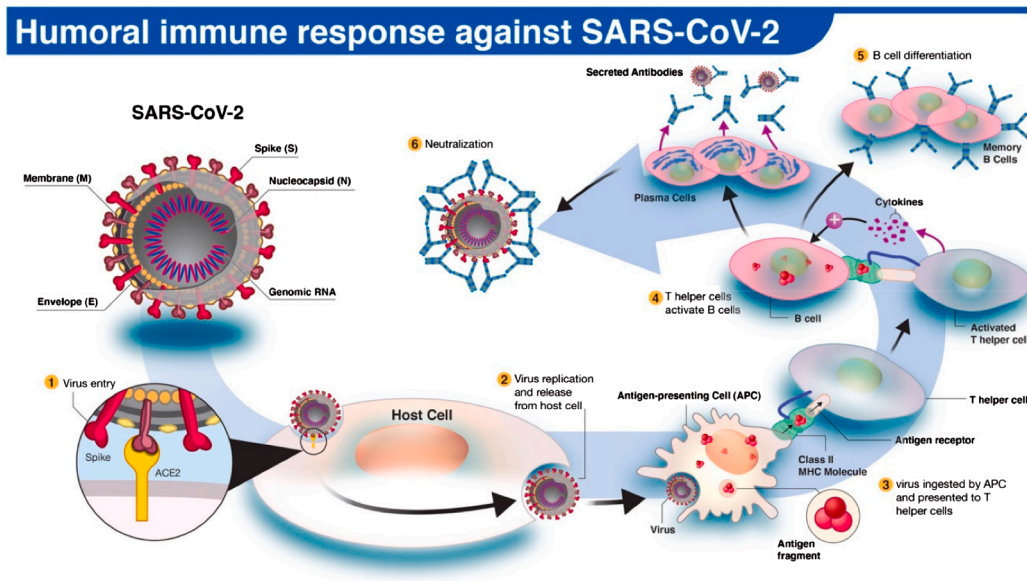 Humoral immune response against SARS-CoV-2
SARS-CoV-2
Spike (S)
Membrane (M)
Nucleocapsid (N)
Envelope (E)
Genomic RNA
1 Virus entry
Spike
ACE2
Host Cell
2 Virus replication
and release
from host cell
Antigen-presenting Cell (APC)
Virus
Antigen
fragment
Class II
MHC Molecule
Antigen receptor
T helper cell
3 virus ingested by APC
and presented to T
helper cells
Activated
T helper cell
Cytokines
+
4 T helper cells
activate B cells
B cell
5 B cell differentiation
Memory
B Cells
Plasma Cells
Secreted Antibodies
6 Neutralization